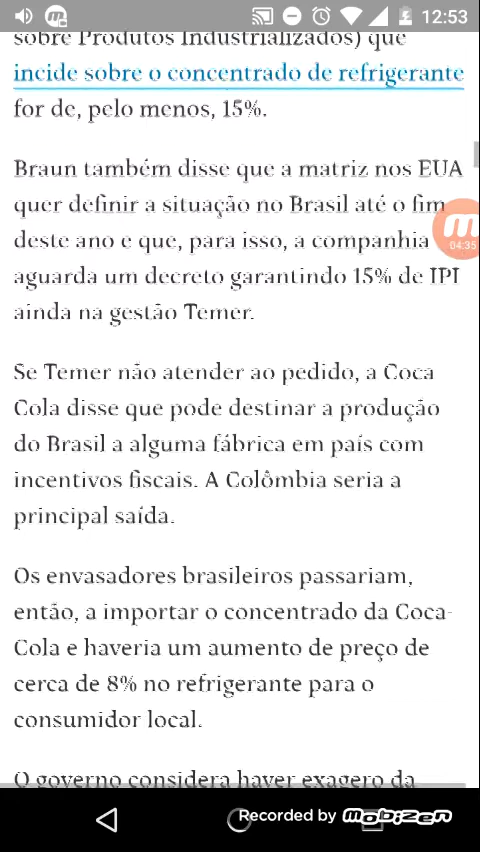 12:53
sobre Produtos Industrializados) que
incide sobre o concentrado de refrigerante
for de, pelo menos, 15%.
Braun também disse que a matriz nos EUA
quer definir a situação no Brasil até o fim
deste ano e que, para isso, a companhia
04:35
aguarda um decreto garantindo 15% de IPI
ainda na gestão Temer.
Se Temer não atender ao pedido, a Coca
Cola disse que pode destinar a produção
do Brasil a alguma fábrica em país com
incentivos fiscais. A Colômbia seria a
principal saída.
Os envasadores brasileiros passariam,
então, a importar o concentrado da Coca-
Cola e haveria um aumento de preço de
cerca de 8% no refrigerante para o
consumidor local.
O governo considera haver exagero da
Recorded by Mobizen